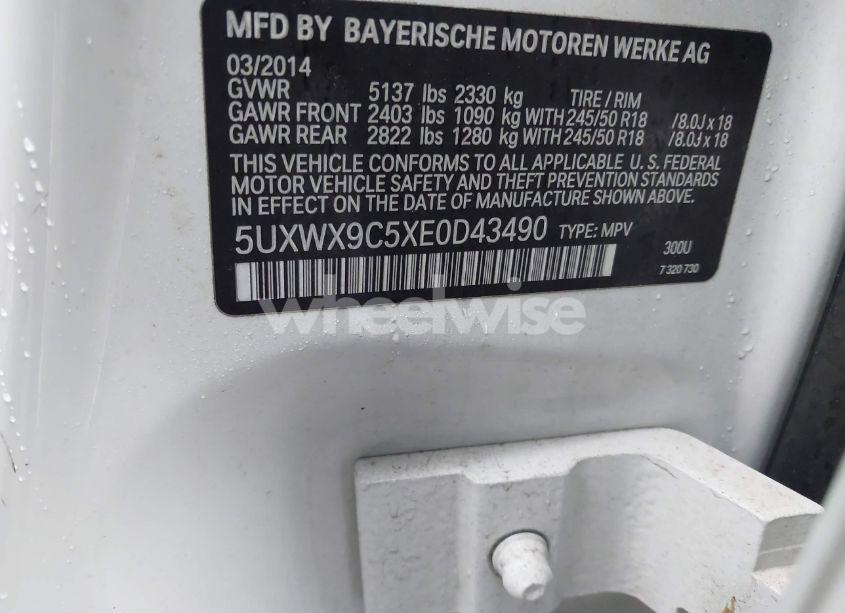 MFD BY BAYERISCHE MOTOREN WERKE AG
03/2014
GVWR 5137 lbs 2330 kg TIRE / RIM
GAWR FRONT 2403 lbs 1090 kg WITH 245/50 R18 /8.0J x 18
GAWR REAR 2822 lbs 1280 kg WITH 245/50 R18 /8.0J x 18
THIS VEHICLE CONFORMS TO ALL APPLICABLE U.S. FEDERAL
MOTOR VEHICLE SAFETY AND THEFT PREVENTION STANDARDS
IN EFFECT ON THE DATE OF MANUFACTURE SHOWN ABOVE.
5UXWX9C5XE0D43490 TYPE: MPV
300U
7 320 730
wheelwise